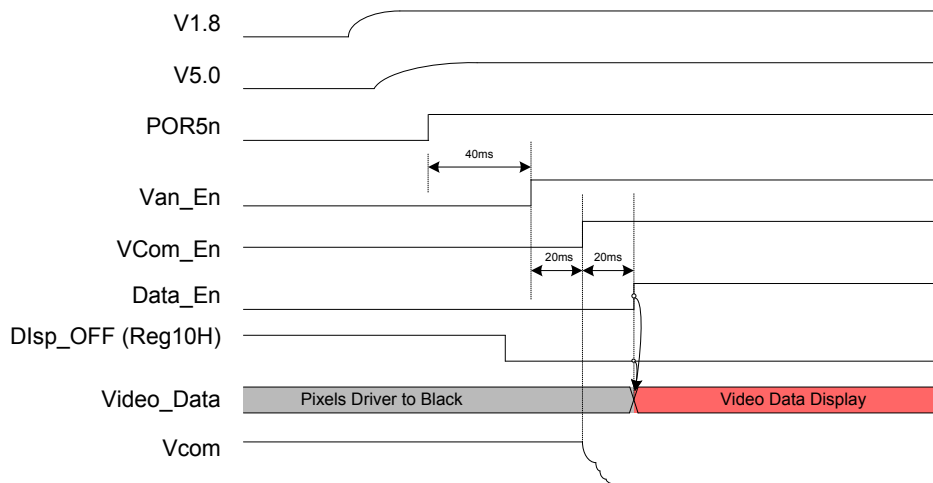 V1.8
V5.0
POR5n
40ms
Van_En
VCom_En
20ms
20ms
Data_En
DIsp_OFF (Reg10H)
Video_Data
Pixels Driver to Black
Video Data Display
Vcom